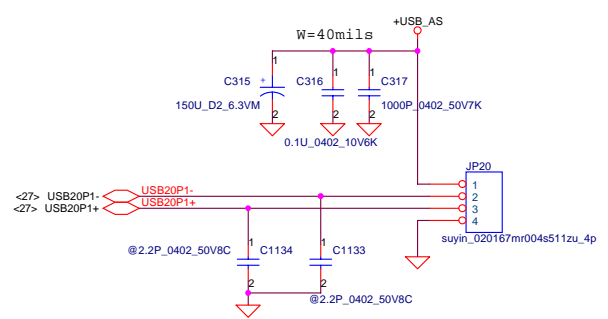 +USB_AS
W=40mils
1
1
1
C315
+
C316
C317
150U_D2_6.3VM
1000P_0402_50V7K
2
2
2
0.1U_0402_10V6K
JP20
1
2
3
4
<27> USB20P1-
USB20P1-
<27> USB20P1+
USB20P1+
suyin_020167mr004s511zu_4p
1
1
@2.2P_0402_50V8C
C1134
C1133
2
2
@2.2P_0402_50V8C